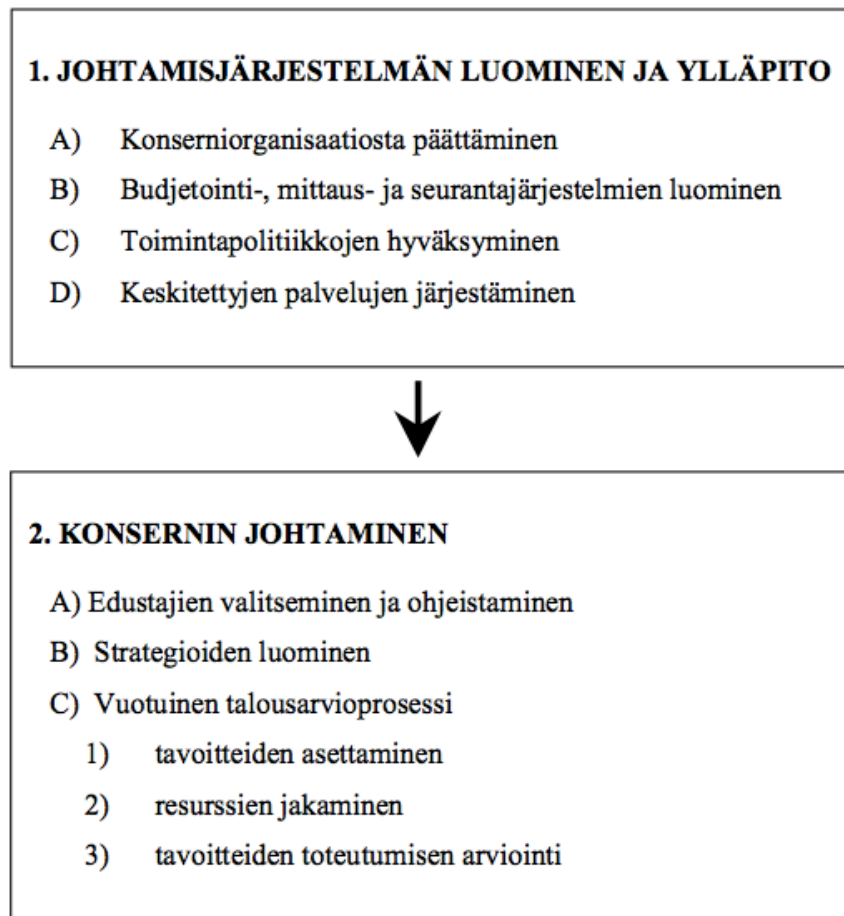 1. JOHTAMISJÄRJESTELMÄN LUOMINEN JA YLLÄPITO
A) Konserniorganisaatiosta päättäminen
B) Budjetointi-, mittaus- ja seurantajärjestelmien luominen
C) Toimintapolitiikkojen hyväksyminen
D) Keskitettyjen palvelujen järjestäminen
2. KONSERNIN JOHTAMINEN
A) Edustajien valitseminen ja ohjeistaminen
B) Strategioiden luominen
C) Vuotuinen talousarvioprosessi
1) tavoitteiden asettaminen
2) resurssien jakaminen
3) tavoitteiden toteutumisen arviointi